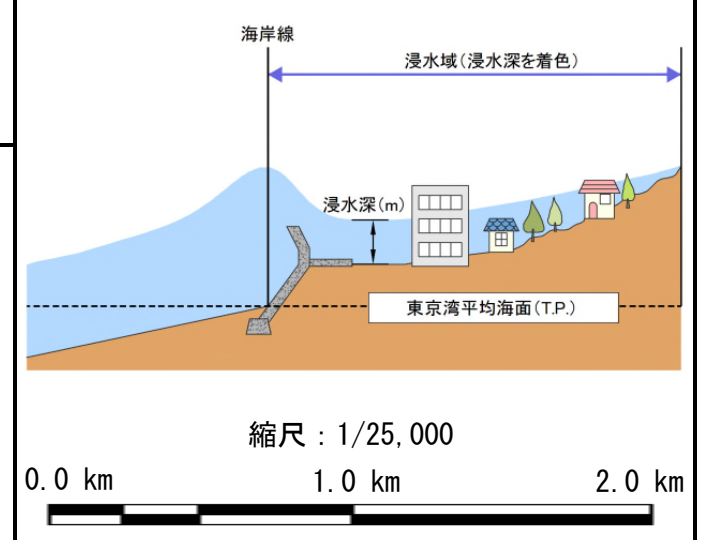 海岸線
浸水域(浸水深を着色)
浸水深(m)
東京湾平均海面(T.P.)
縮尺：1/25,000
0.0 km 1.0 km 2.0 km